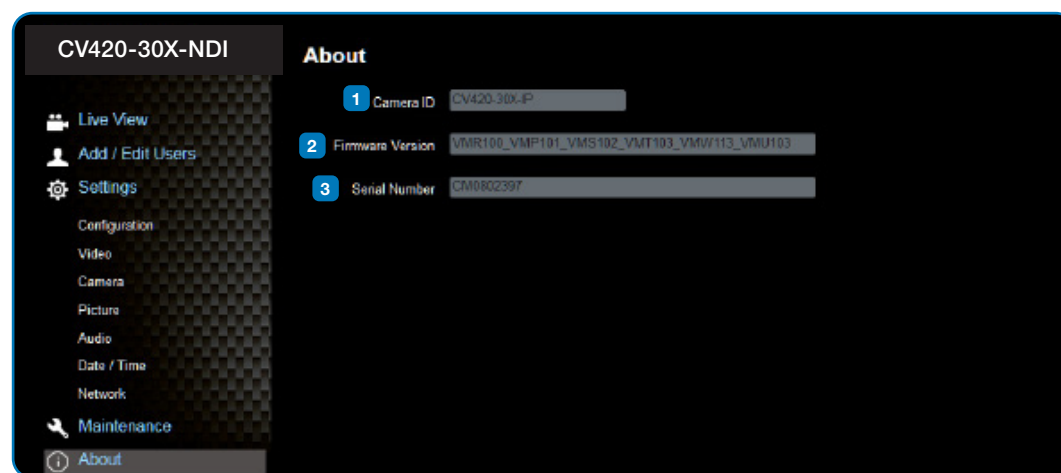 CV420-30X-NDI
Live View
Add / Edit Users
Settings
Configuration
Video
Camera
Picture
Audio
Date / Time
Network
Maintenance
About
About
1 Camera ID CV420-30X-IP
2 Firmware Version VMR100_VMP101_VMS102_VMT103_VMW113_VMU103
3 Serial Number CM0802397